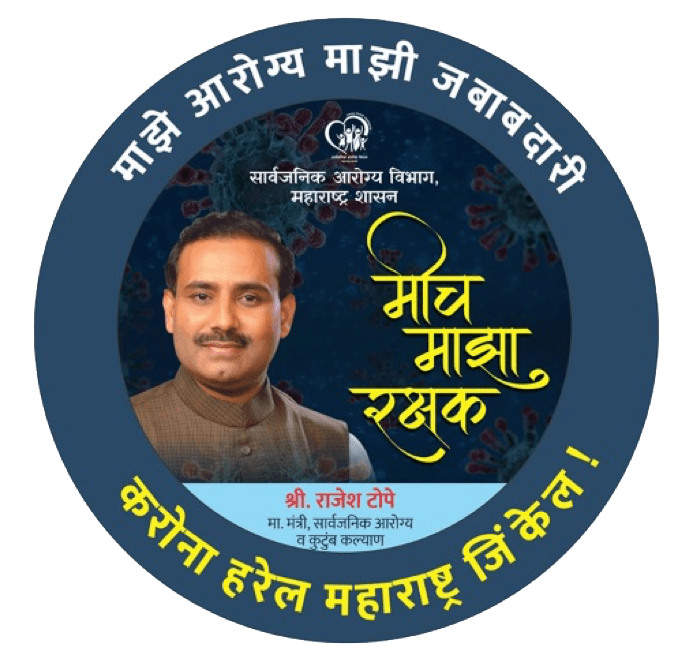 माझे आरोग्य माझी जबाबदारी
सार्वजनिक आरोग्य विभाग,
महाराष्ट्र शासन
मीच
माझा
रक्षक
श्री. राजेश टोपे
मा. मंत्री, सार्वजनिक आरोग्य
व कुटुंब कल्याण
करोना हरेल महाराष्ट्र जिंकेल !